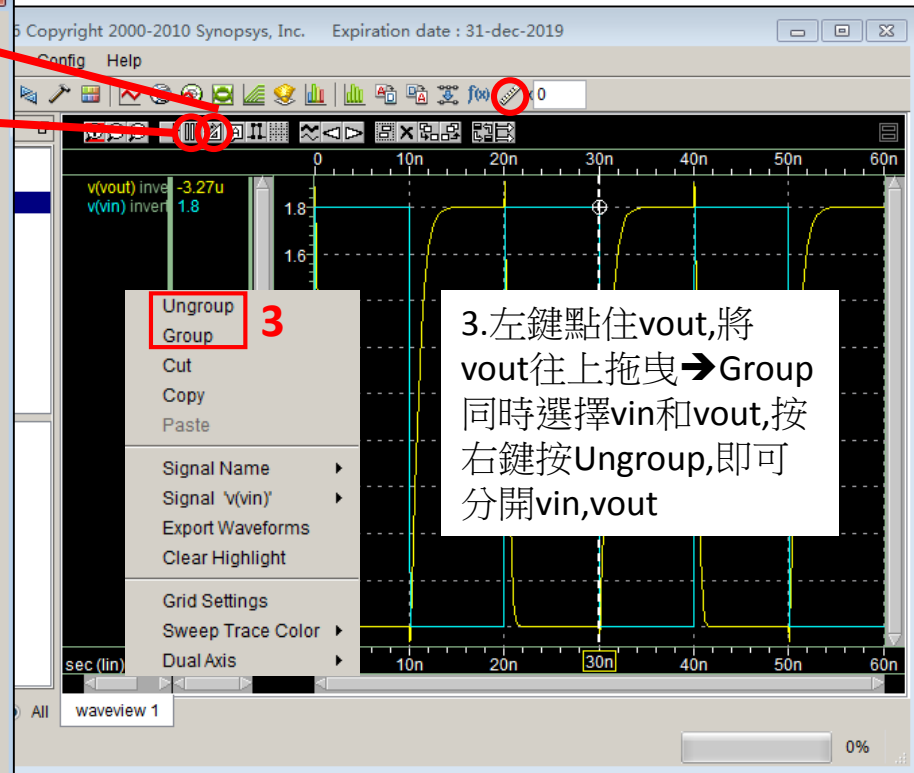 6 Copyright 2000-2010 Synopsys, Inc. Expiration date : 31-dec-2019
Config Help
f(x) 0
0 10n 20n 30n 40n 50n 60n
v(vout) inve -3.27u
v(vin) invert 1.8
1.8
1.6
Ungroup
Group
3
Cut
Copy
Paste
Signal Name
Signal 'v(vin)'
Export Waveforms
Clear Highlight
Grid Settings
Sweep Trace Color
Dual Axis
3.左鍵點住vout,將
vout往上拖曳➔Group
同時選擇vin和vout,按
右鍵按Ungroup,即可
分開vin,vout
sec (lin) 10n 20n 30n 40n 50n 60n
All waveview 1
0%